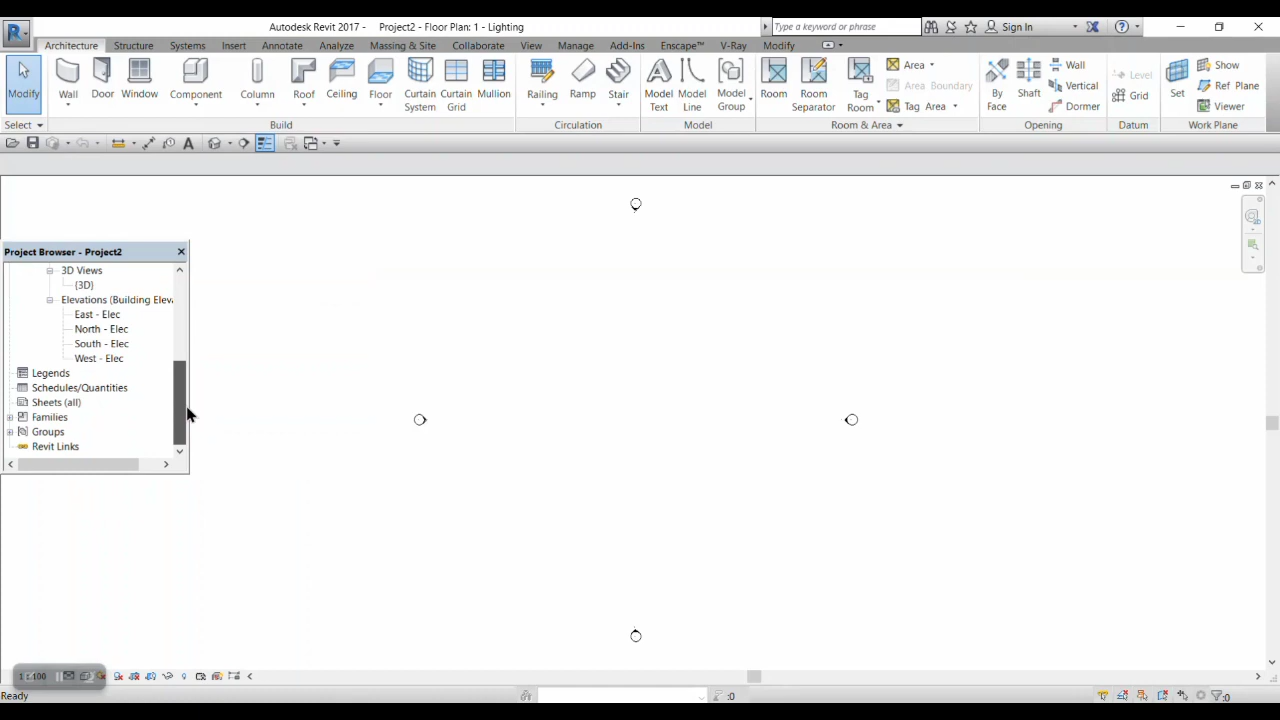 Autodesk Revit 2017 - Project2 - Floor Plan: 1 - Lighting
Type a keyword or phrase
Sign In
Architecture Structure Systems Insert Annotate Analyze Massing & Site Collaborate View Manage Add-Ins Enscape™ V-Ray Modify
Modify
Wall
Door
Window
Component
Column
Roof
Ceiling
Floor
Curtain System
Curtain Grid
Mullion
Railing
Ramp
Stair
Model Text
Model Line
Model Group
Room
Room Separator
Tag Room
Area
Area Boundary
Tag Area
By Face
Shaft
Wall
Vertical
Dormer
Level
Grid
Set
Show
Ref Plane
Viewer
Select
Build
Circulation
Model
Room & Area
Opening
Datum
Work Plane
Project Browser - Project2
3D Views
(3D)
Elevations (Building Eleva
East - Elec
North - Elec
South - Elec
West - Elec
Legends
Schedules/Quantities
Sheets (all)
Families
Groups
Revit Links
Ready
:0
:0